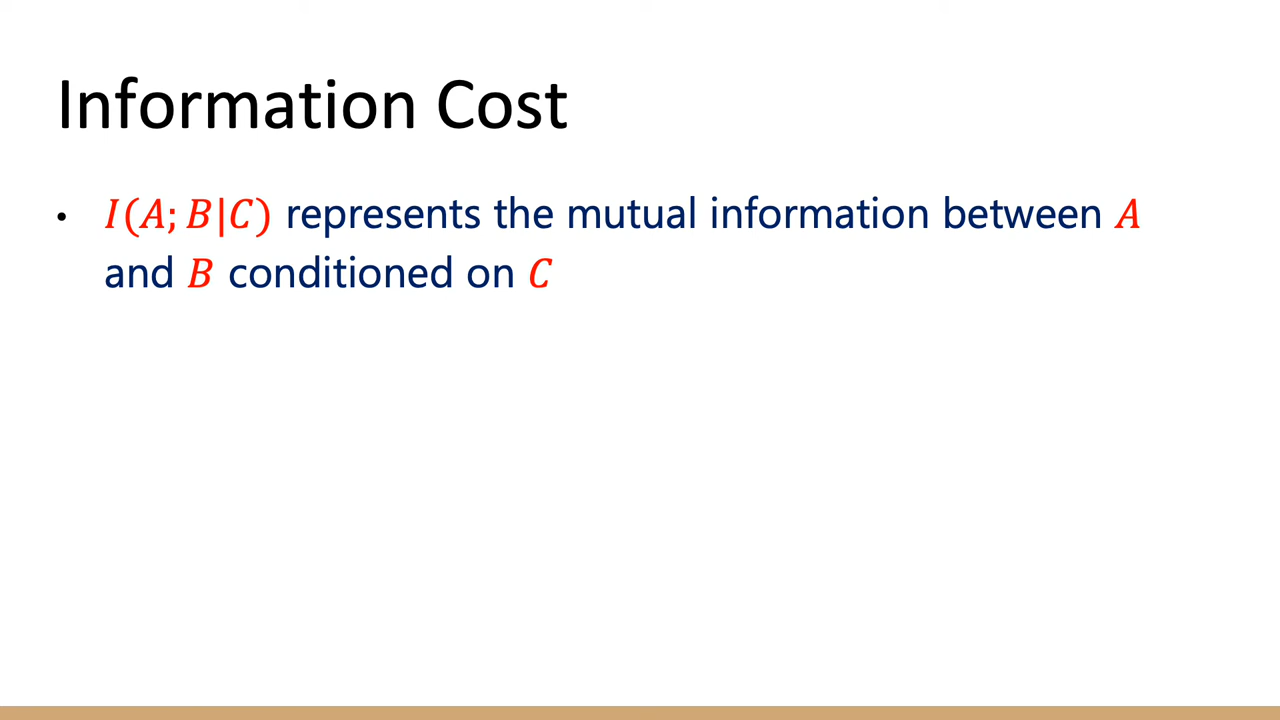 Information Cost
• I(A; B|C) represents the mutual information between A
and B conditioned on C